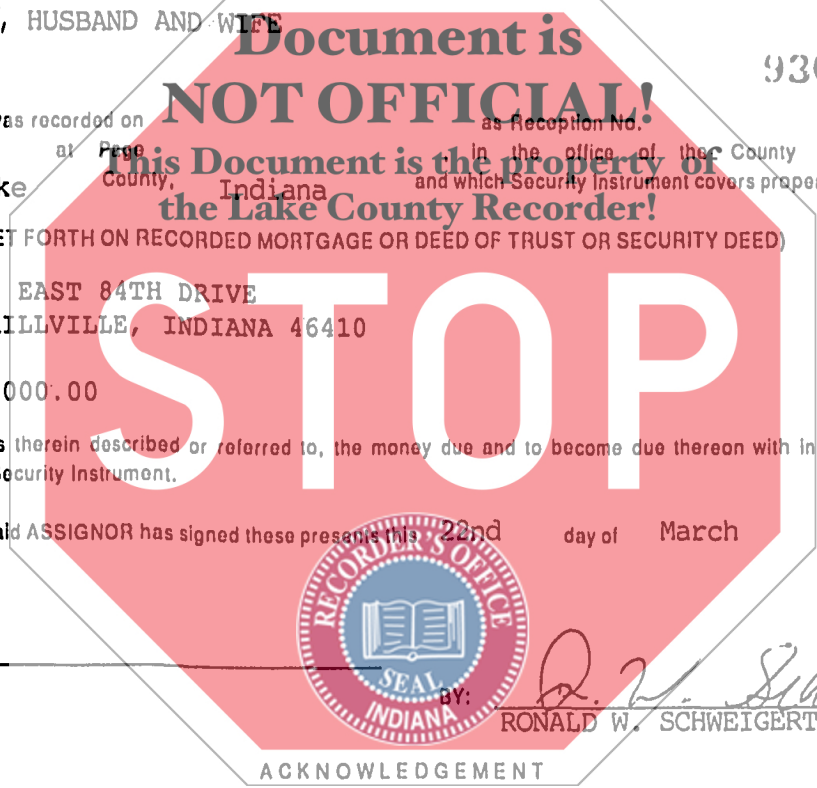 , HUSBAND AND WIFE
Document is
NOT OFFICIAL!
This Document is the property of
the Lake County Recorder!
930
as recorded on as Reception No.
at Page , in the office of the County
ke County, Indiana and which Security Instrument covers prope
ET FORTH ON RECORDED MORTGAGE OR DEED OF TRUST OR SECURITY DEED)
EAST 84TH DRIVE
ILLVILLE, INDIANA 46410
STOP
000.00
s therein described or referred to, the money due and to become due thereon with in
ecurity Instrument.
aid ASSIGNOR has signed these presents this 22nd day of March
RECORDER'S OFFICE
SEAL
INDIANA
BY:
RONALD W. SCHWEIGERT
ACKNOWLEDGEMENT